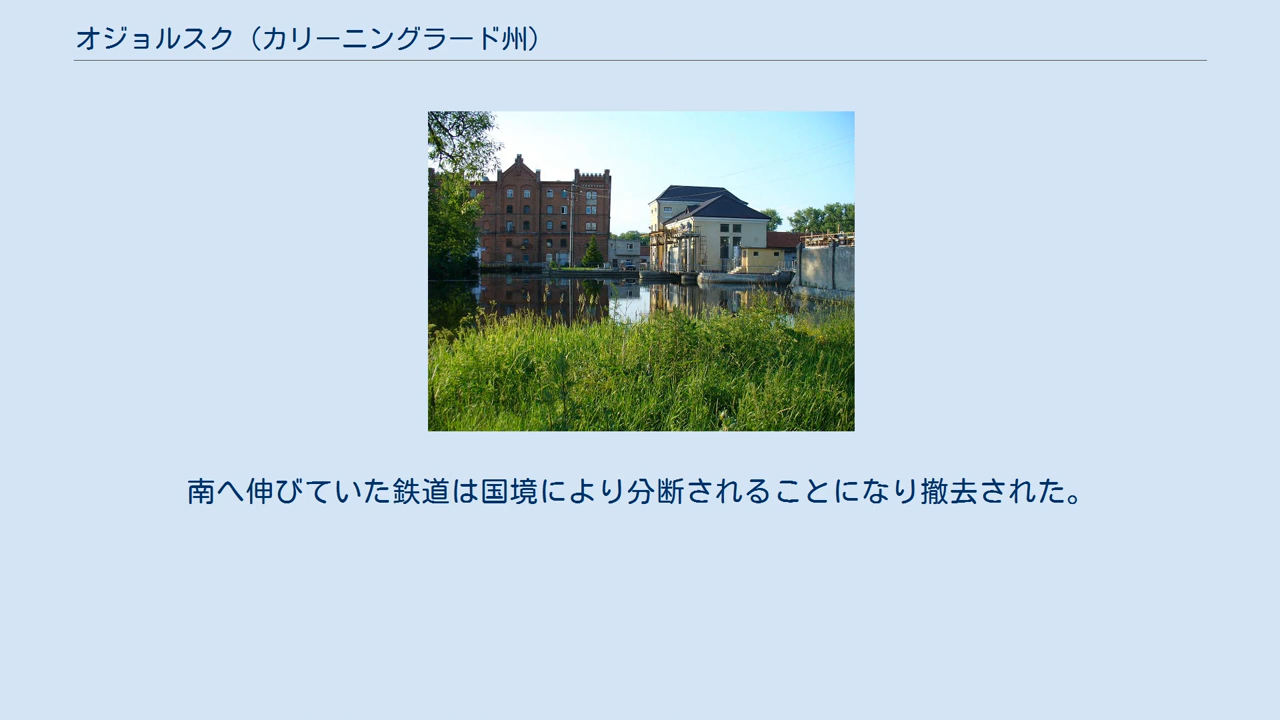 オジョルスク（カリーニングラード州）
南へ伸びていた鉄道は国境により分断されることになり撤去された。